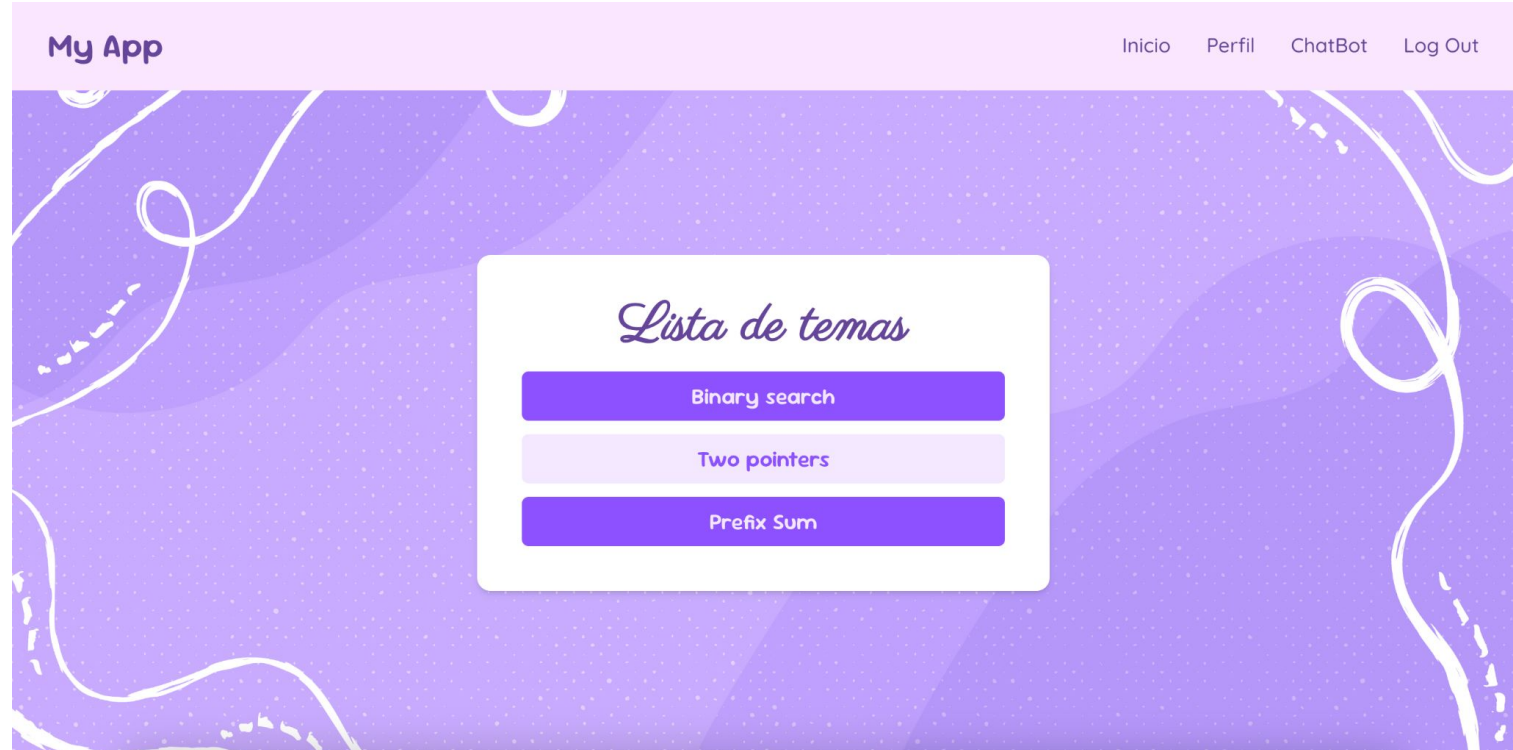 My App
Inicio Perfil ChatBot Log Out
Lista de temas
Binary search
Two pointers
Prefix Sum